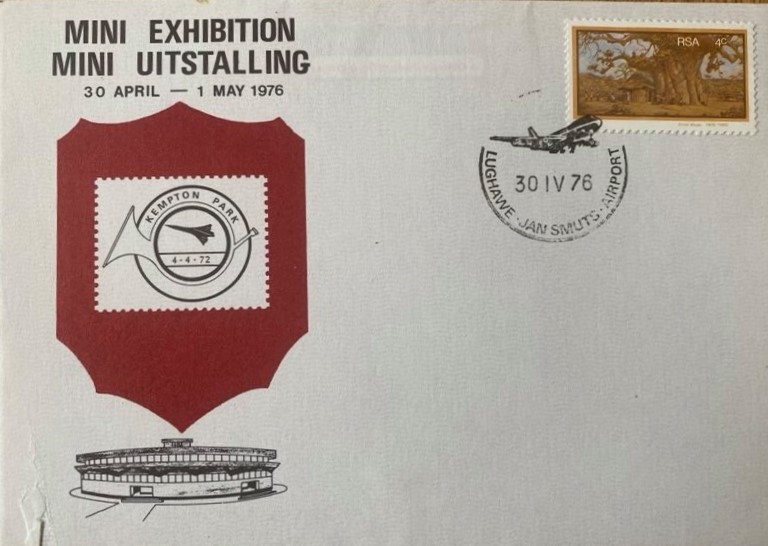 MINI EXHIBITION
MINI UITSTALLING
30 APRIL — 1 MAY 1976
RSA 4c
30 IV 76
LUGHAWE · JAN SMUTS · AIRPORT
KEMPTON PARK
4-4-72